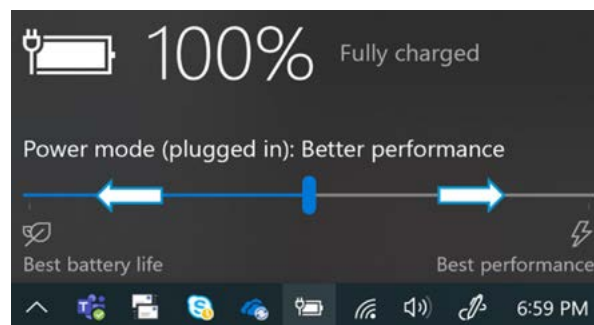 100% Fully charged
Power mode (plugged in): Better performance
Best battery life Best performance
6:59 PM